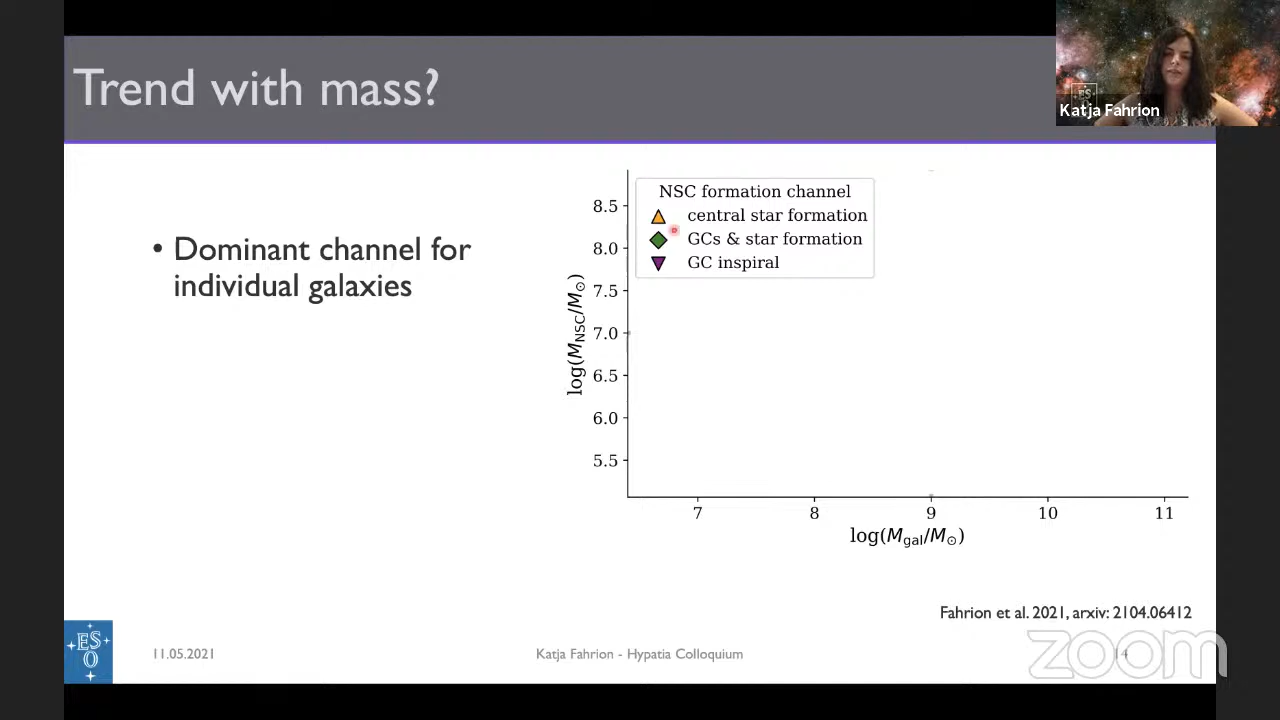 Trend with mass?
ES
Katja Fahrion
• Dominant channel for
individual galaxies
NSC formation channel
central star formation
GCs & star formation
GC inspiral
8.5
8.0
7.5
7.0
6.5
6.0
5.5
log(M_NSC/M_☉)
7 8 9 10 11
log(M_gal/M_☉)
Fahrion et al. 2021, arxiv: 2104.06412
ES
O
11.05.2021
Katja Fahrion - Hypatia Colloquium
14
zoom